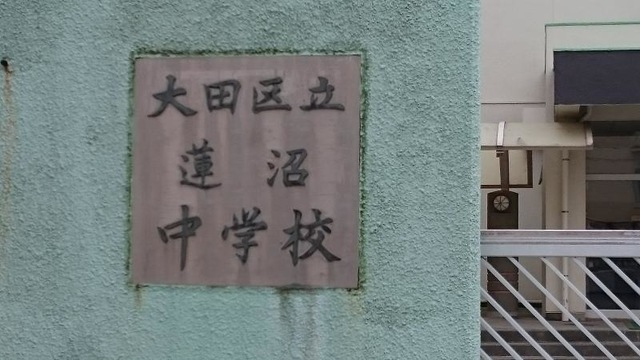 大田区立
蓮沼
中学校